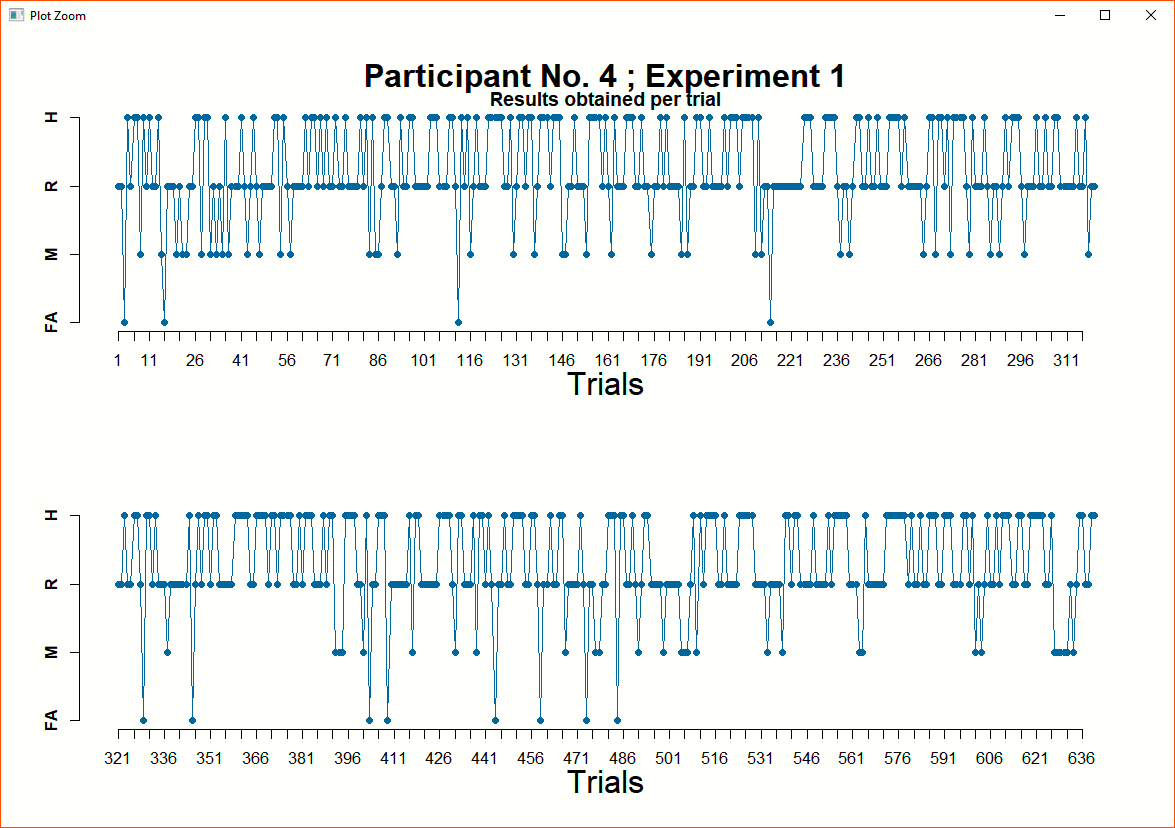 Plot Zoom
Participant No. 4 ; Experiment 1
Results obtained per trial
H
R
M
FA
1 11 26 41 56 71 86 101 116 131 146 161 176 191 206 221 236 251 266 281 296 311
Trials
H
R
M
FA
321 336 351 366 381 396 411 426 441 456 471 486 501 516 531 546 561 576 591 606 621 636
Trials